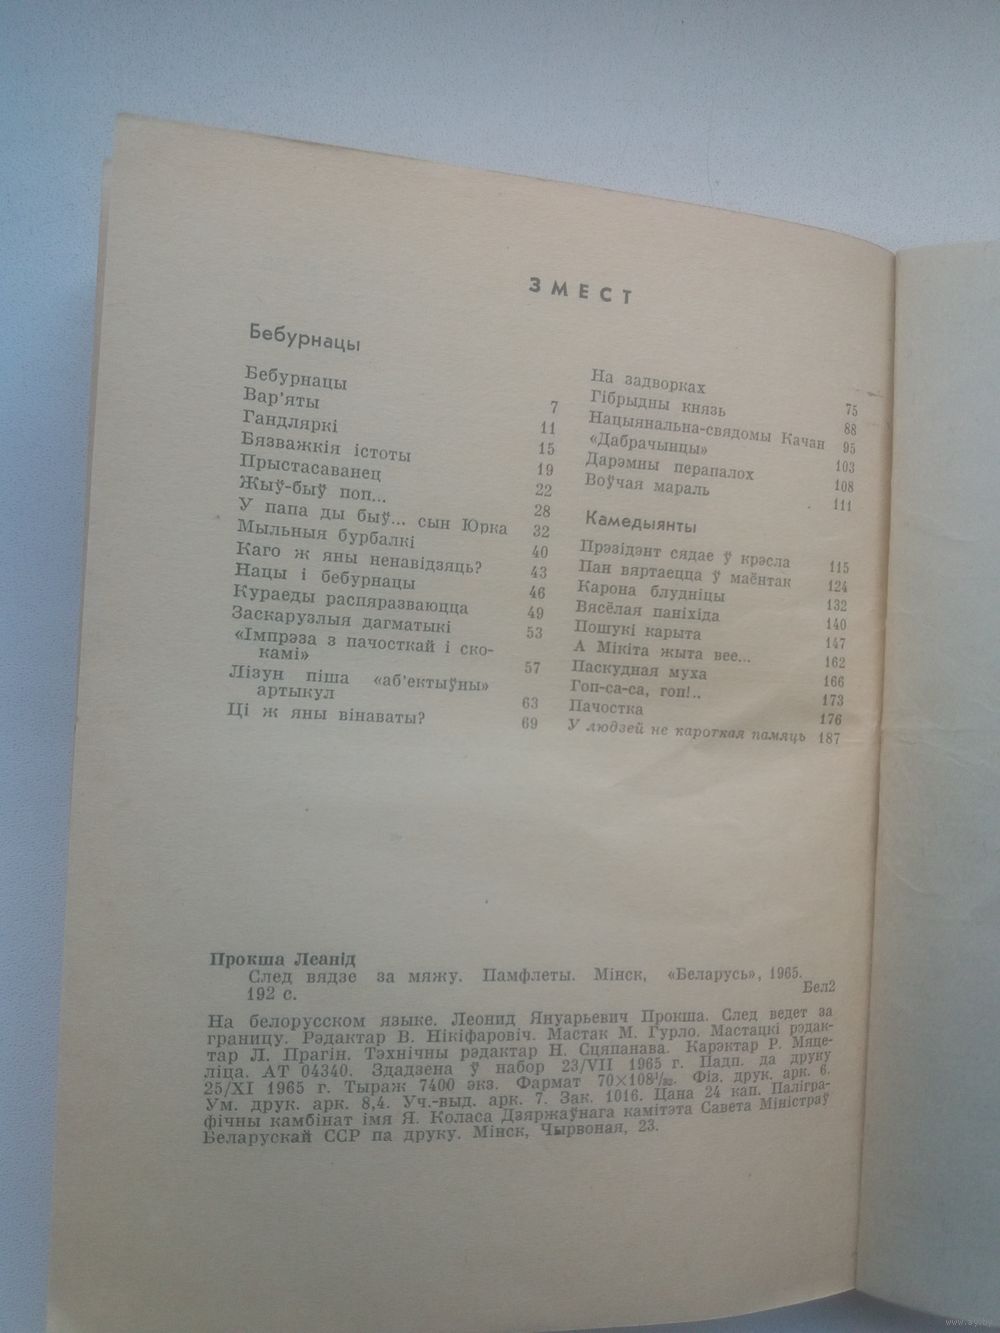 ЗМЕСТ
Бебурнацы
Бебурнацы 7
Вар'яты 11
Гандляркі 15
Бязважкія істоты 19
Прыстасаванец 22
Жыў-быў поп... 28
У папа ды быў... сын Юрка 32
Мыльныя бурбалкі 40
Каго ж яны ненавідзяць? 43
Нацы і бебурнацы 46
Кураеды распяразваюцца 49
Заскарузлыя дагматыкі 53
«Імпрэза з пачосткай і ско-
камі» 57
Лізун піша «аб'ектыўны»
артыкул 63
Ці ж яны вінаваты? 69
На задворках 75
Гібрыдны князь 88
Нацыянальна-свядомы Качан 95
«Дабрачынцы» 103
Дарэмны перапалох 108
Воўчая мараль 111
Камедыянты
Прэзідэнт сядае ў крэсла 115
Пан вяртаецца ў маёнтак 124
Карона блудніцы 132
Вясёлая паніхіда 140
Пошукі карыта 147
А Мікіта жыта вее... 162
Паскудная муха 166
Гоп-са-са, гоп!.. 173
Пачостка 176
У людзей не кароткая памяць 187
Прокша Леанід
След вядзе за мяжу. Памфлеты. Мінск, «Беларусь», 1965.
192 с. Бел2
На белорусском языке. Леонид Януарьевич Прокша. След ведет за
границу. Рэдактар В. Нікіфаровіч. Мастак М. Гурло. Мастацкі рэдак-
тар Л. Прагін. Тэхнічны рэдактар Н. Сцяпанава. Карэктар Р. Мяце-
ліца. АТ 04340. Здадзена ў набор 23/VII 1965 г. Падп. да друку
25/XI 1965 г. Тыраж 7400 экз. Фармат 70×108¹/₃₂. Фіз. друк. арк. 6.
Ум. друк. арк. 8,4. Уч.-выд. арк. 7. Зак. 1016. Цана 24 кап. Палігра-
фічны камбінат імя Я. Коласа Дзяржаўнага камітэта Савета Міністраў
Беларускай ССР па друку. Мінск, Чырвоная, 23.
www.ay.by